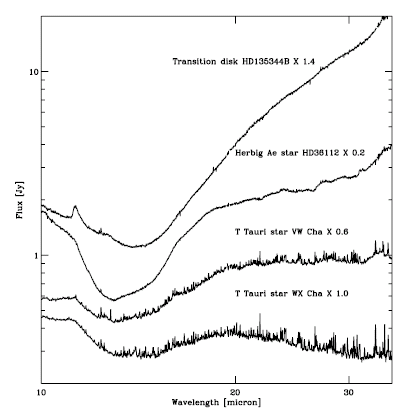 Transition disk HD135344B X 1.4
10
Herbig Ae star HD36112 X 0.2
Flux [Jy]
T Tauri star VW Cha X 0.6
1
T Tauri star WX Cha X 1.0
10 20 30
Wavelength [micron]